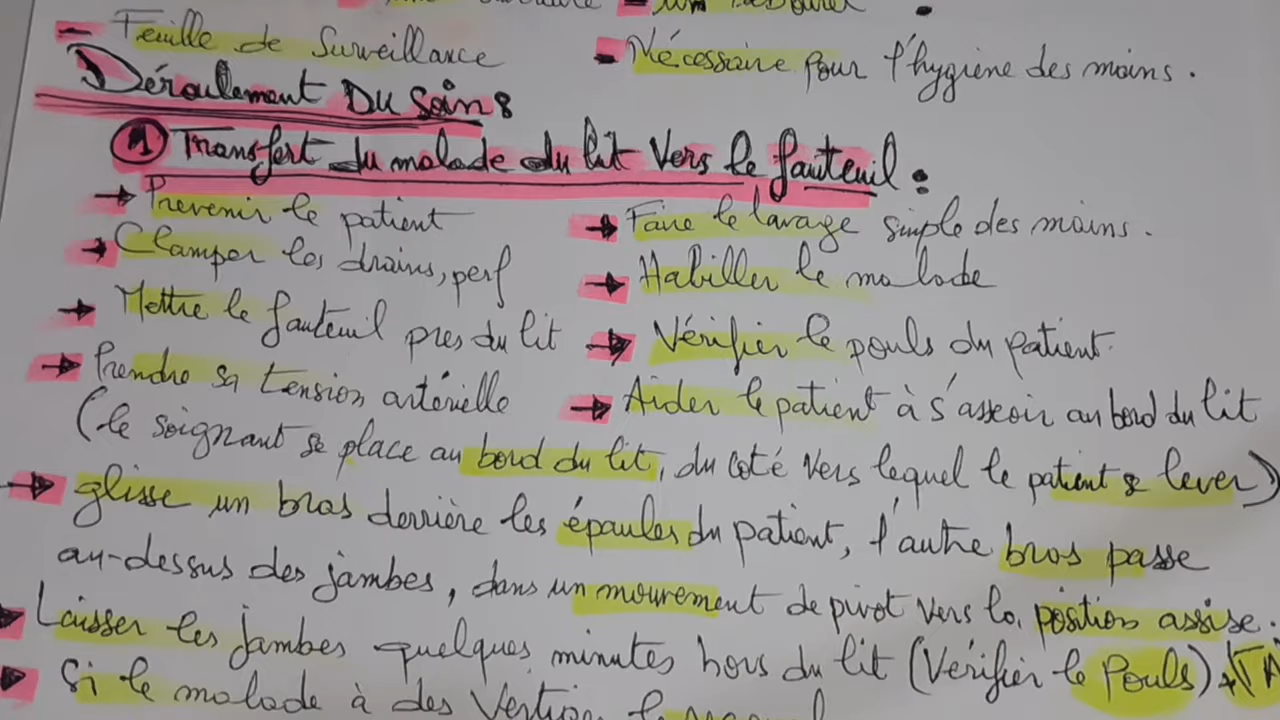 - Feuille de Surveillance - Nécessaire pour l'hygiène des mains.
Déroulement Du Soin :
1 Transfert du malade du lit Vers le fauteuil :
→ Prevenir le patient → Faire le lavage simple des mains.
→ Clamper les drains, perf → Habiller le malade
→ Mettre le fauteuil pres du lit → Vérifier le pouls du patient.
→ Prendre sa tension artérielle → Aider le patient à s'asseoir au bord du lit
(le soignant se place au bord du lit, du coté vers lequel le patient se lever)
→ glisse un bras derrière les épaules du patient, l'autre bras passe
au-dessus des jambes, dans un mouvement de pivot vers la position assise.
Laisser les jambes quelques minutes hors du lit (Vérifier le Pouls) + TA
Si le malade à des